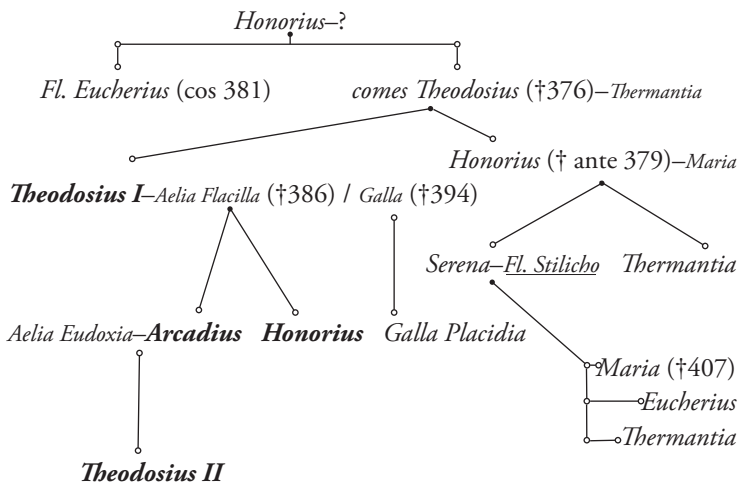 Honorius–?
Fl. Eucherius (cos 381) comes Theodosius (†376)–Thermantia
Honorius († ante 379)–Maria
Theodosius I–Aelia Flacilla (†386) / Galla (†394)
Serena–Fl. Stilicho Thermantia
Aelia Eudoxia–Arcadius Honorius Galla Placidia
Maria (†407)
Eucherius
Thermantia
Theodosius II